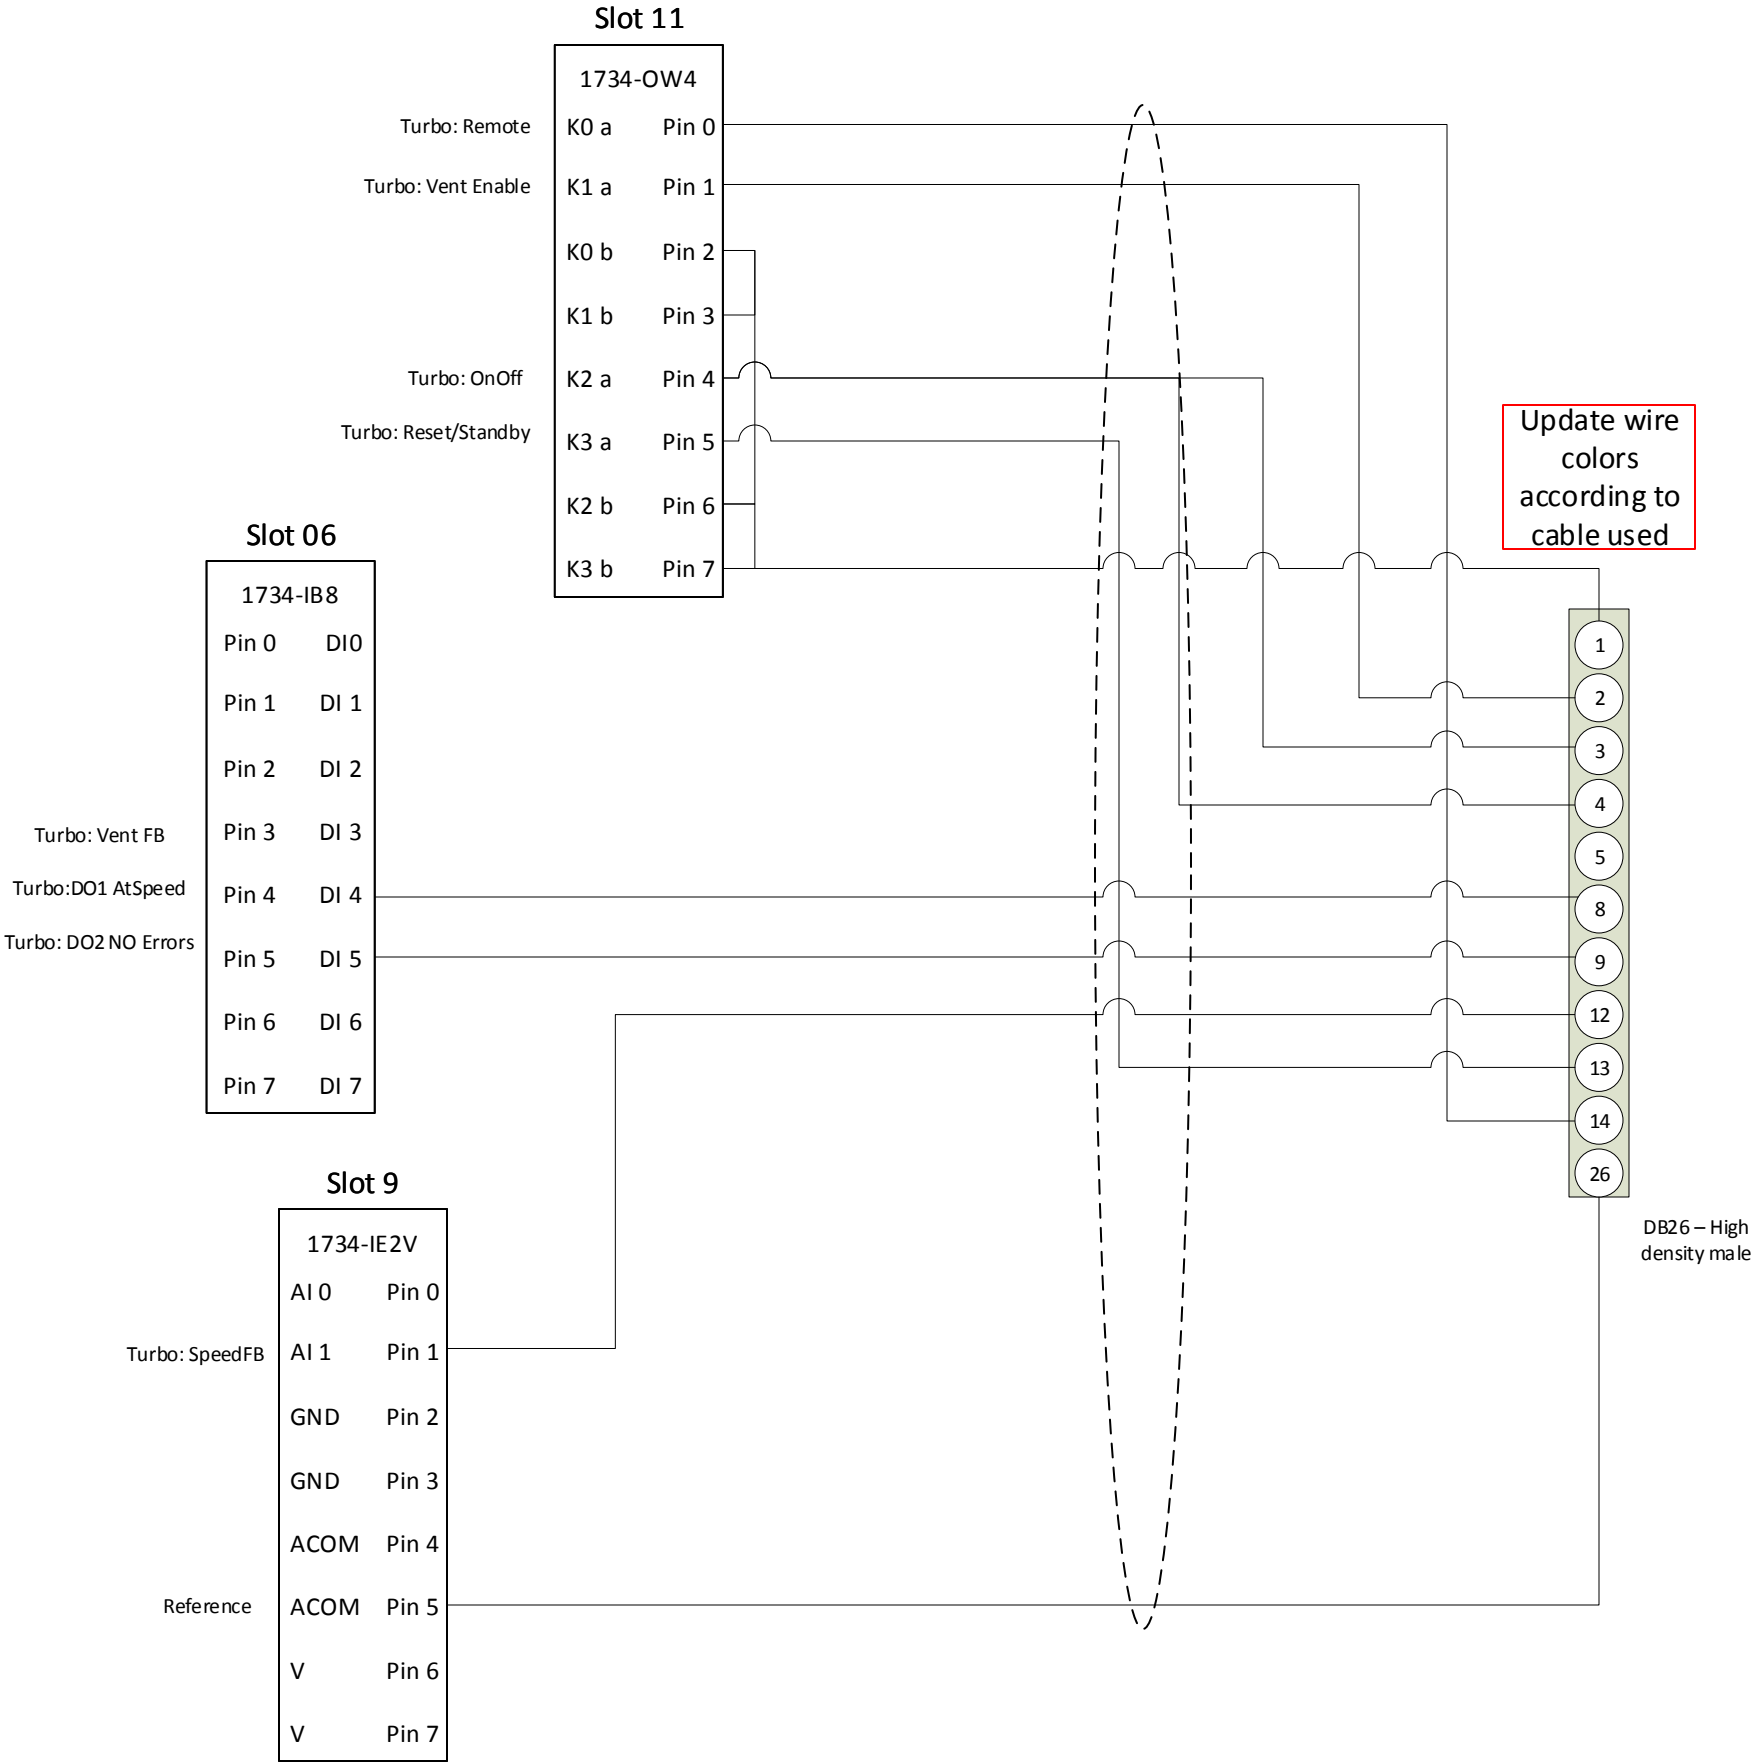 Slot 11
1734-OW4
Turbo: Remote K0 a Pin 0
Turbo: Vent Enable K1 a Pin 1
K0 b Pin 2
K1 b Pin 3
Turbo: OnOff K2 a Pin 4
Turbo: Reset/Standby K3 a Pin 5
K2 b Pin 6
K3 b Pin 7
Update wire
colors
according to
cable used
Slot 06
1734-IB8
Pin 0 DI0
Pin 1 DI 1
Pin 2 DI 2
Turbo: Vent FB Pin 3 DI 3
Turbo:DO1 AtSpeed Pin 4 DI 4
Turbo: DO2 NO Errors Pin 5 DI 5
Pin 6 DI 6
Pin 7 DI 7
1
2
3
4
5
8
9
12
13
14
26
DB26 – High
density male
Slot 9
1734-IE2V
AI 0 Pin 0
Turbo: SpeedFB AI 1 Pin 1
GND Pin 2
GND Pin 3
ACOM Pin 4
Reference ACOM Pin 5
V Pin 6
V Pin 7